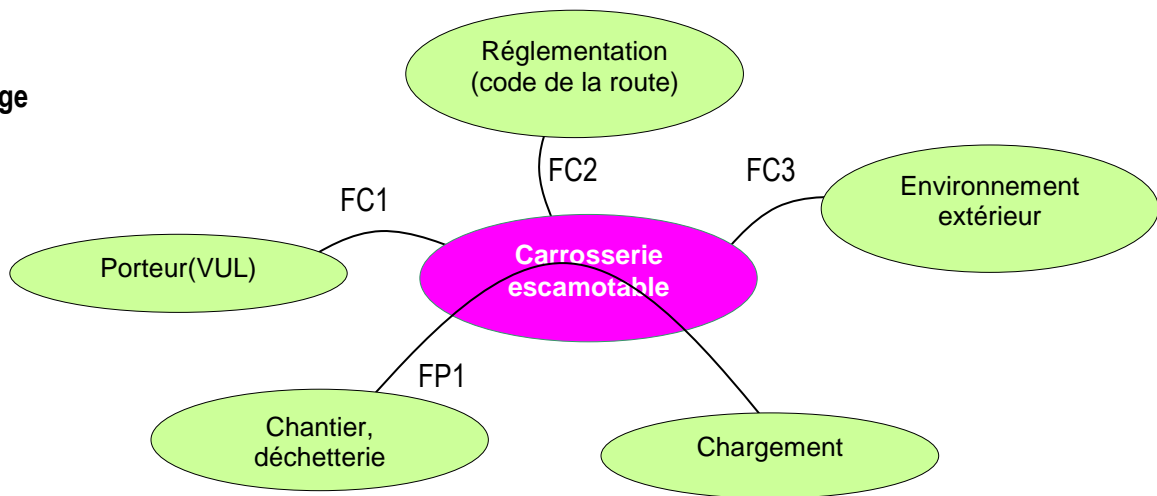 Réglementation
(code de la route)
ge
FC2
FC3
FC1
Environnement
extérieur
Porteur(VUL)
Carrosserie
escamotable
FP1
Chantier,
déchetterie
Chargement